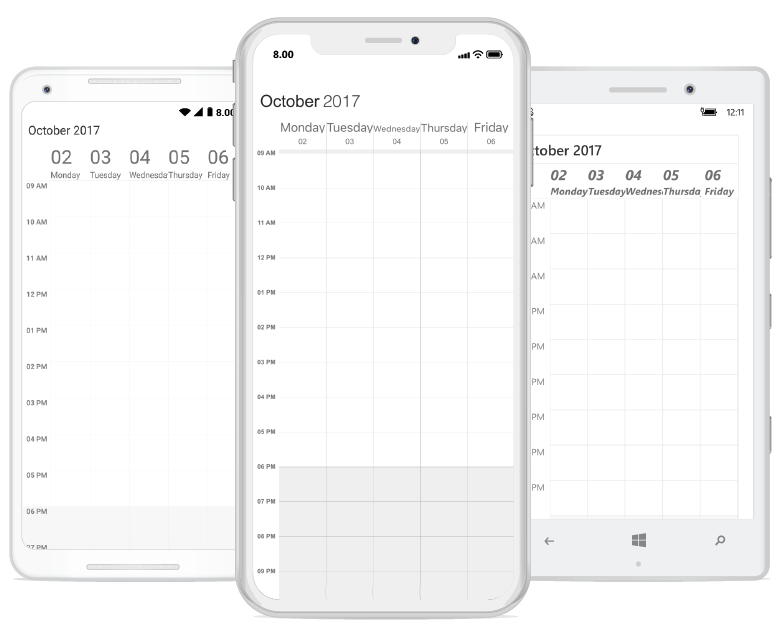 8.00
October 2017
Monday Tuesday Wednesday Thursday Friday
02 03 04 05 06
09 AM
10 AM
11 AM
12 PM
01 PM
02 PM
03 PM
04 PM
05 PM
06 PM
07 PM
08 PM
09 PM
8.00
October 2017
02 03 04 05 06
Monday Tuesday Wednesda Thursday Friday
09 AM
10 AM
11 AM
12 PM
01 PM
02 PM
03 PM
04 PM
05 PM
06 PM
07 PM
12:11
tober 2017
02 03 04 05 06
Monday Tuesday Wednes Thursda Friday
AM
AM
AM
PM
PM
PM
PM
PM
PM